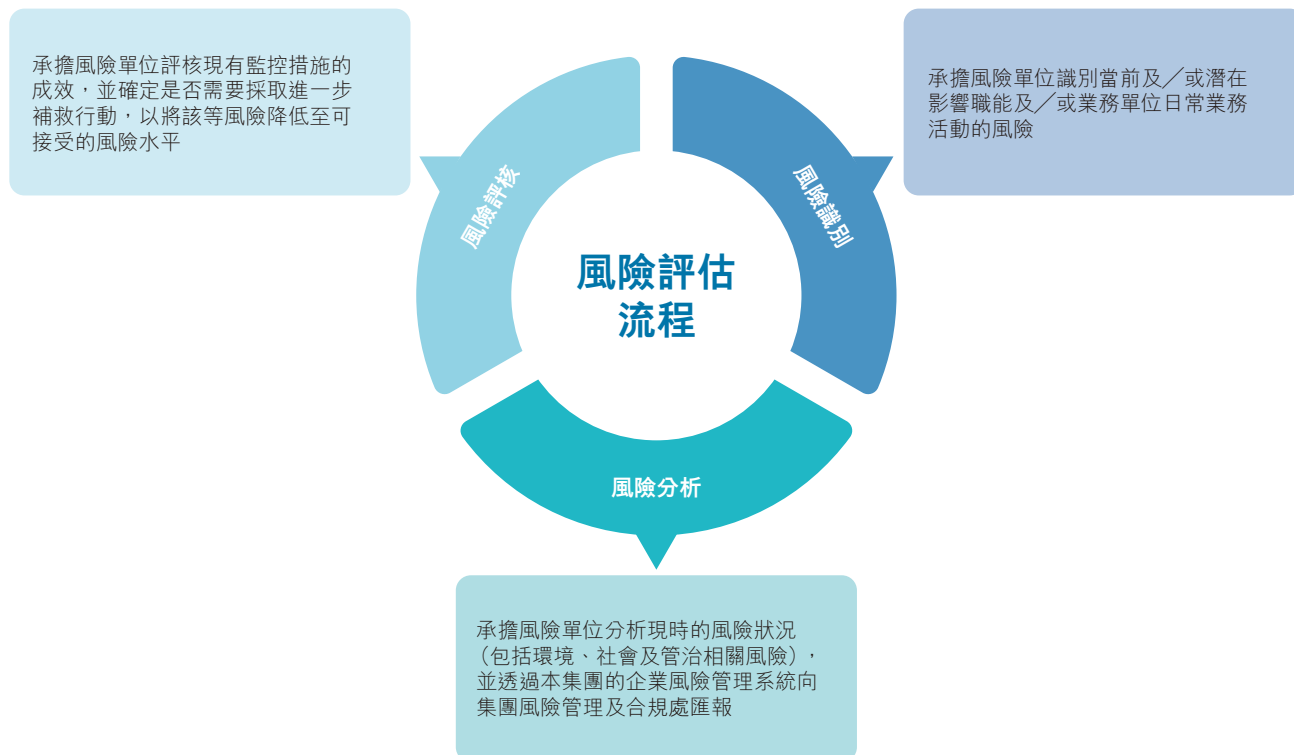 承擔風險單位評核現有監控措施的
成效，並確定是否需要採取進一步
補救行動，以將該等風險降低至可
接受的風險水平
承擔風險單位識別當前及／或潛在
影響職能及／或業務單位日常業務
活動的風險
風險評核
風險識別
風險評估
流程
風險分析
承擔風險單位分析現時的風險狀況
（包括環境、社會及管治相關風險），
並透過本集團的企業風險管理系統向
集團風險管理及合規處匯報